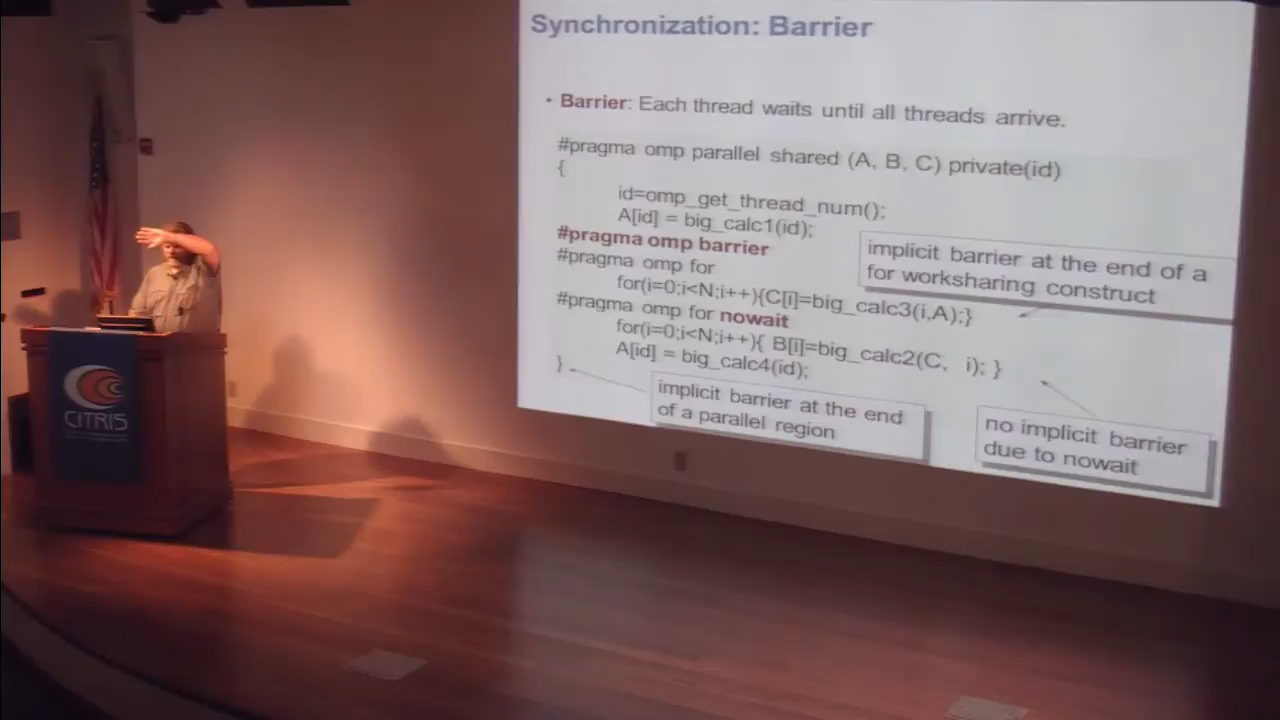 Synchronization: Barrier
• Barrier: Each thread waits until all threads arrive.
#pragma omp parallel shared (A, B, C) private(id)
{
id=omp_get_thread_num();
A[id] = big_calc1(id);
#pragma omp barrier
#pragma omp for
for(i=0;i<N;i++){C[i]=big_calc3(i,A);}
#pragma omp for nowait
for(i=0;i<N;i++){ B[i]=big_calc2(C, i); }
A[id] = big_calc4(id);
}
implicit barrier at the end of a
for worksharing construct
implicit barrier at the end
of a parallel region
no implicit barrier
due to nowait
CITRIS